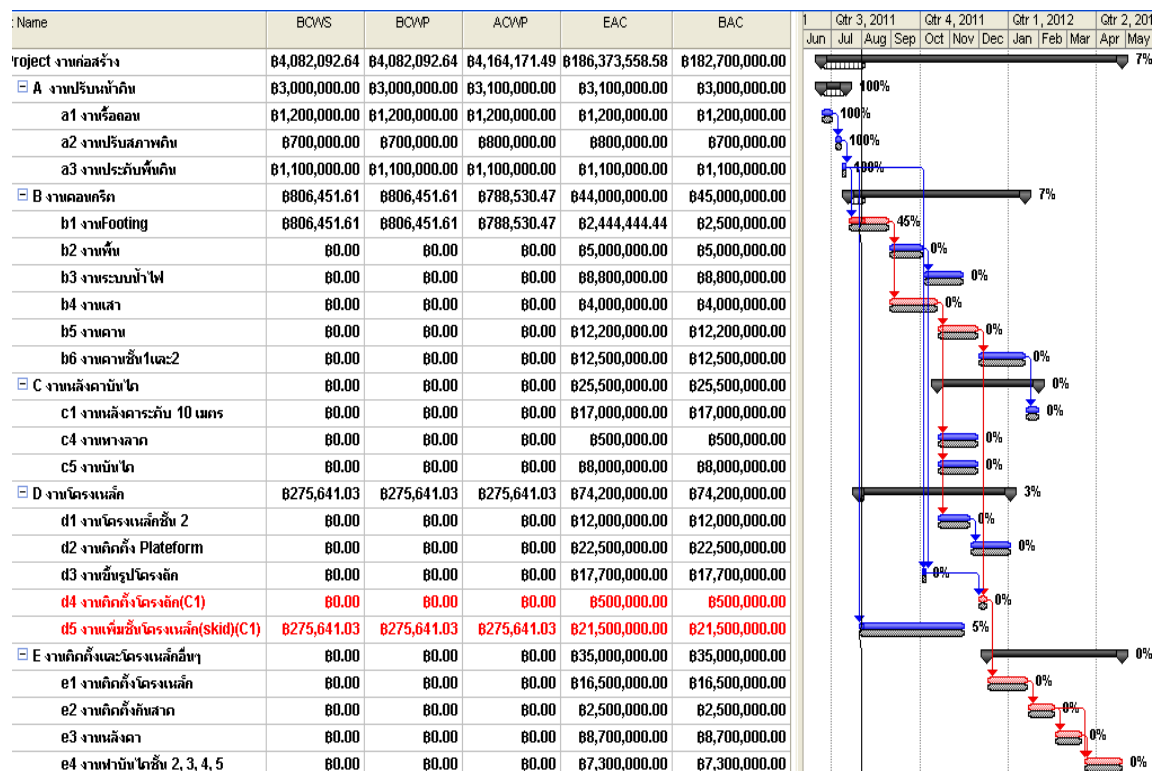 Name BCWS BCWP ACWP EAC BAC 1 Qtr 3, 2011 Qtr 4, 2011 Qtr 1, 2012 Qtr 2, 201
Jun Jul Aug Sep Oct Nov Dec Jan Feb Mar Apr May
Project งานก่อสร้าง ฿4,082,092.64 ฿4,082,092.64 ฿4,164,171.49 ฿186,373,558.58 ฿182,700,000.00 7%
A งานปรับหน้าดิน ฿3,000,000.00 ฿3,000,000.00 ฿3,100,000.00 ฿3,100,000.00 ฿3,000,000.00 100%
a1 งานรื้อถอน ฿1,200,000.00 ฿1,200,000.00 ฿1,200,000.00 ฿1,200,000.00 ฿1,200,000.00 100%
a2 งานปรับสภาพดิน ฿700,000.00 ฿700,000.00 ฿800,000.00 ฿800,000.00 ฿700,000.00 100%
a3 งานประดับพื้นดิน ฿1,100,000.00 ฿1,100,000.00 ฿1,100,000.00 ฿1,100,000.00 ฿1,100,000.00 100%
B งานคอนกรีต ฿806,451.61 ฿806,451.61 ฿788,530.47 ฿44,000,000.00 ฿45,000,000.00 7%
b1 งานFooting ฿806,451.61 ฿806,451.61 ฿788,530.47 ฿2,444,444.44 ฿2,500,000.00 45%
b2 งานพื้น ฿0.00 ฿0.00 ฿0.00 ฿5,000,000.00 ฿5,000,000.00 0%
b3 งานระบบน้ำไฟ ฿0.00 ฿0.00 ฿0.00 ฿8,800,000.00 ฿8,800,000.00 0%
b4 งานเสา ฿0.00 ฿0.00 ฿0.00 ฿4,000,000.00 ฿4,000,000.00 0%
b5 งานคาน ฿0.00 ฿0.00 ฿0.00 ฿12,200,000.00 ฿12,200,000.00 0%
b6 งานคานชั้น1และ2 ฿0.00 ฿0.00 ฿0.00 ฿12,500,000.00 ฿12,500,000.00 0%
C งานหลังคาบันได ฿0.00 ฿0.00 ฿0.00 ฿25,500,000.00 ฿25,500,000.00 0%
c1 งานหลังคาระดับ 10 เมตร ฿0.00 ฿0.00 ฿0.00 ฿17,000,000.00 ฿17,000,000.00 0%
c4 งานทางลาด ฿0.00 ฿0.00 ฿0.00 ฿500,000.00 ฿500,000.00 0%
c5 งานบันได ฿0.00 ฿0.00 ฿0.00 ฿8,000,000.00 ฿8,000,000.00 0%
D งานโครงเหล็ก ฿275,641.03 ฿275,641.03 ฿275,641.03 ฿74,200,000.00 ฿74,200,000.00 3%
d1 งานโครงเหล็กชั้น 2 ฿0.00 ฿0.00 ฿0.00 ฿12,000,000.00 ฿12,000,000.00 0%
d2 งานติดตั้ง Plateform ฿0.00 ฿0.00 ฿0.00 ฿22,500,000.00 ฿22,500,000.00 0%
d3 งานขึ้นรูปโครงถัก ฿0.00 ฿0.00 ฿0.00 ฿17,700,000.00 ฿17,700,000.00 0%
d4 งานติดตั้งโครงถัก(C1) ฿0.00 ฿0.00 ฿0.00 ฿500,000.00 ฿500,000.00 0%
d5 งานเพิ่มชั้นโครงเหล็ก(skid)(C1) ฿275,641.03 ฿275,641.03 ฿275,641.03 ฿21,500,000.00 ฿21,500,000.00 5%
E งานติดตั้งและโครงเหล็กอื่นๆ ฿0.00 ฿0.00 ฿0.00 ฿35,000,000.00 ฿35,000,000.00 0%
e1 งานติดตั้งโครงเหล็ก ฿0.00 ฿0.00 ฿0.00 ฿16,500,000.00 ฿16,500,000.00 0%
e2 งานติดตั้งกันสาด ฿0.00 ฿0.00 ฿0.00 ฿2,500,000.00 ฿2,500,000.00 0%
e3 งานหลังคา ฿0.00 ฿0.00 ฿0.00 ฿8,700,000.00 ฿8,700,000.00 0%
e4 งานฟาบันไดชั้น 2, 3, 4, 5 ฿0.00 ฿0.00 ฿0.00 ฿7,300,000.00 ฿7,300,000.00 0%